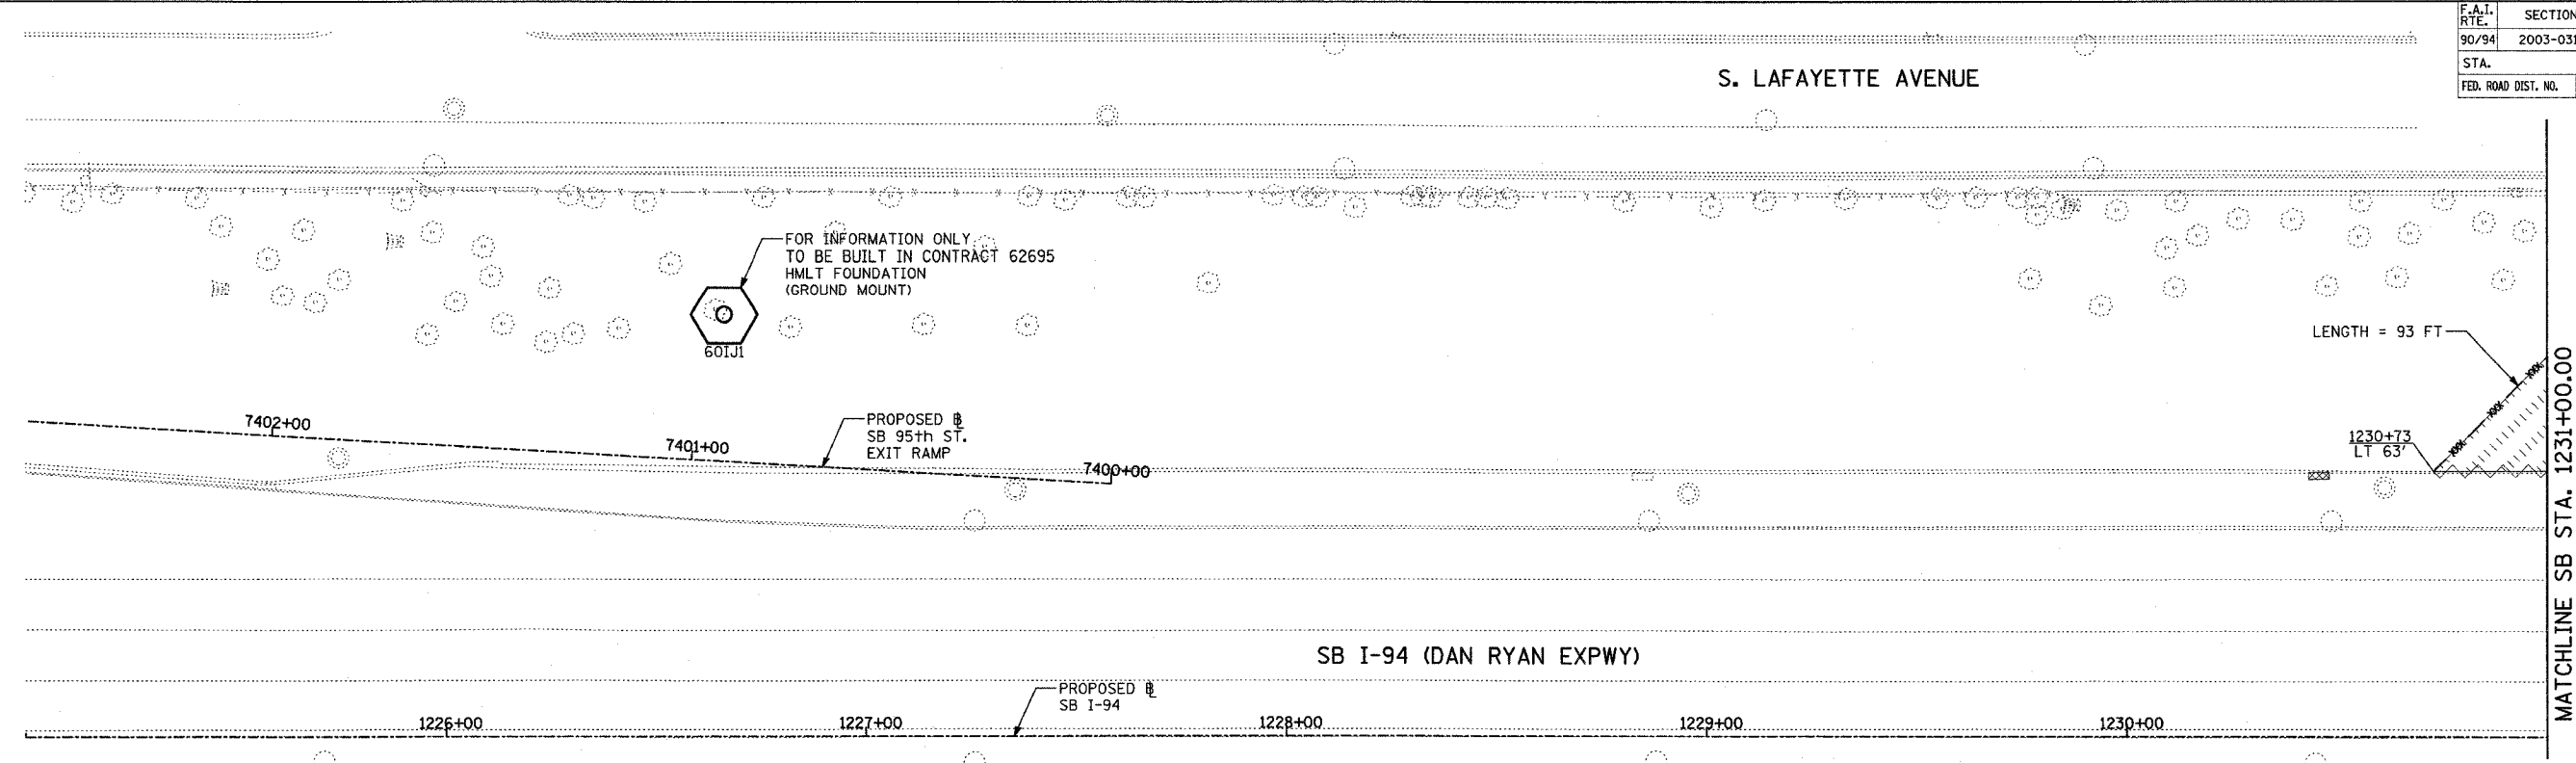 F.A.I. RTE. SECTION
90/94 2003-031
STA.
FED. ROAD DIST. NO.
S. LAFAYETTE AVENUE
FOR INFORMATION ONLY
TO BE BUILT IN CONTRACT 62695
HMLT FOUNDATION
(GROUND MOUNT)
60IJ1
LENGTH = 93 FT
7402+00
7401+00
7400+00
PROPOSED ℄
SB 95th ST.
EXIT RAMP
1230+73
LT 63'
MATCHLINE SB STA. 1231+00.00
SB I-94 (DAN RYAN EXPWY)
PROPOSED ℄
SB I-94
1226+00
1227+00
1228+00
1229+00
1230+00